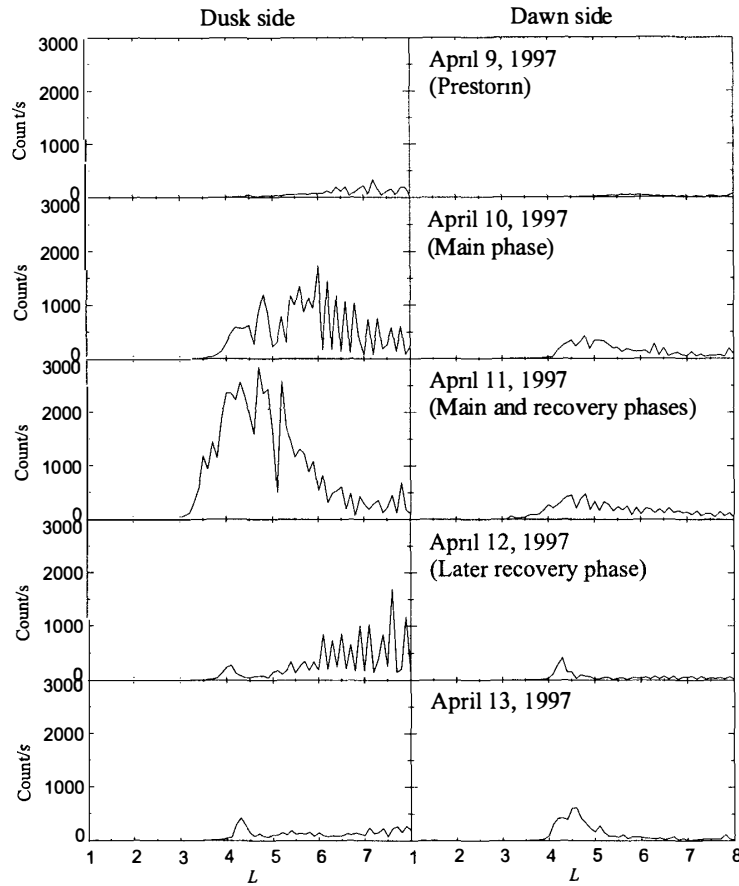 Dusk side Dawn side
3000
2000
1000
0
Count/s
April 9, 1997
(Prestorin)
3000
2000
1000
0
Count/s
April 10, 1997
(Main phase)
3000
2000
1000
0
Count/s
April 11, 1997
(Main and recovery phases)
3000
2000
1000
0
Count/s
April 12, 1997
(Later recovery phase)
3000
2000
1000
0
Count/s
April 13, 1997
1 2 3 4 5 6 7 1 2 3 4 5 6 7 8
L L